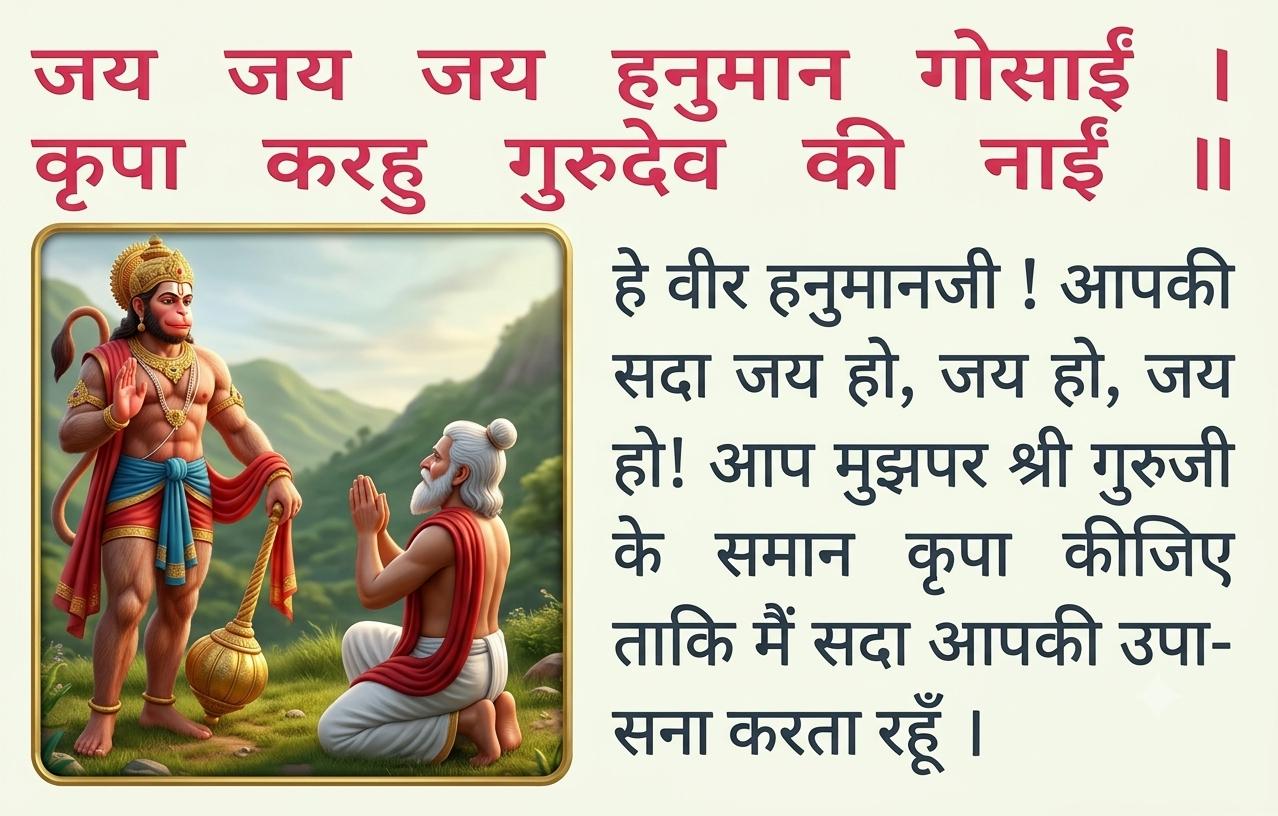 जय जय जय हनुमान गोसाईं ।
कृपा करहु गुरुदेव की नाईं ॥
हे वीर हनुमानजी ! आपकी
सदा जय हो, जय हो, जय
हो! आप मुझपर श्री गुरुजी
के समान कृपा कीजिए
ताकि मैं सदा आपकी उपा-
सना करता रहूँ ।